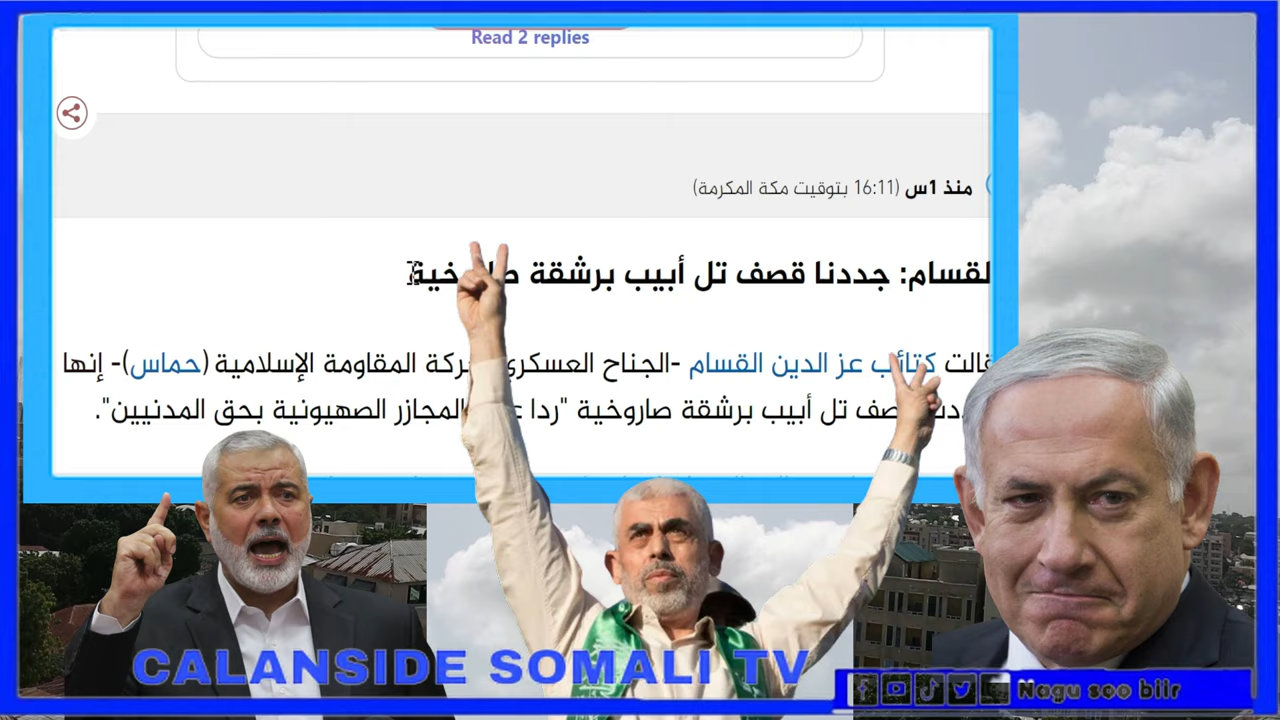 Read 2 replies
منذ 1س (16:11 بتوقيت مكة المكرمة)
لقسام: جددنا قصف تل أبيب برشقة صاروخية
قالت كتائب عز الدين القسام -الجناح العسكري حركة المقاومة الإسلامية (حماس)- إنها
قصف تل أبيب برشقة صاروخية "ردا المجازر الصهيونية بحق المدنيين".
CALANSIDE SOMALI TV
Nagu soo biir